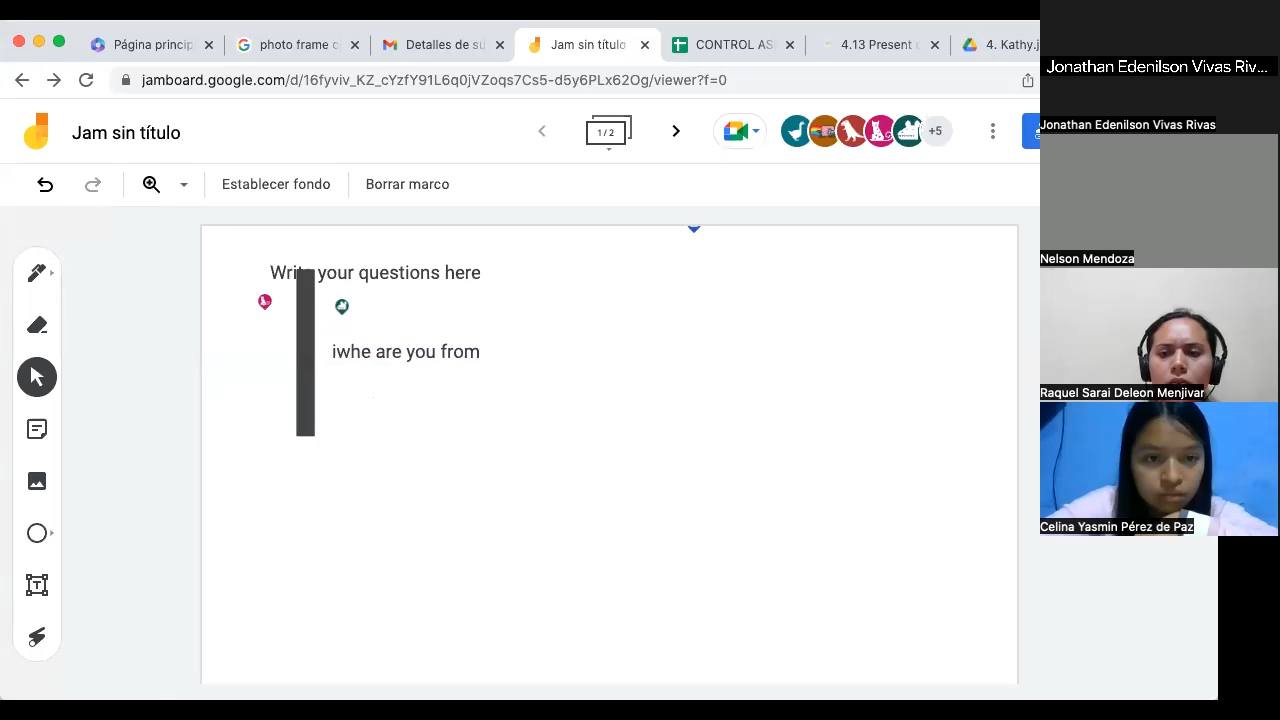 Página princip
photo frame c
Detalles de su
Jam sin título
CONTROL AS
4.13 Present
4. Kathy.j
jamboard.google.com/d/16fyviv_KZ_cYzfY91L6q0jVZoqs7Cs5-d5y6PLx62Og/viewer?f=0
Jam sin título
1 / 2
+5
Establecer fondo
Borrar marco
Write your questions here
iwhe are you from
Jonathan Edenilson Vivas Riv...
Jonathan Edenilson Vivas Rivas
Nelson Mendoza
Raquel Sarai Deleon Menjivar
Celina Yasmin Pérez de Paz